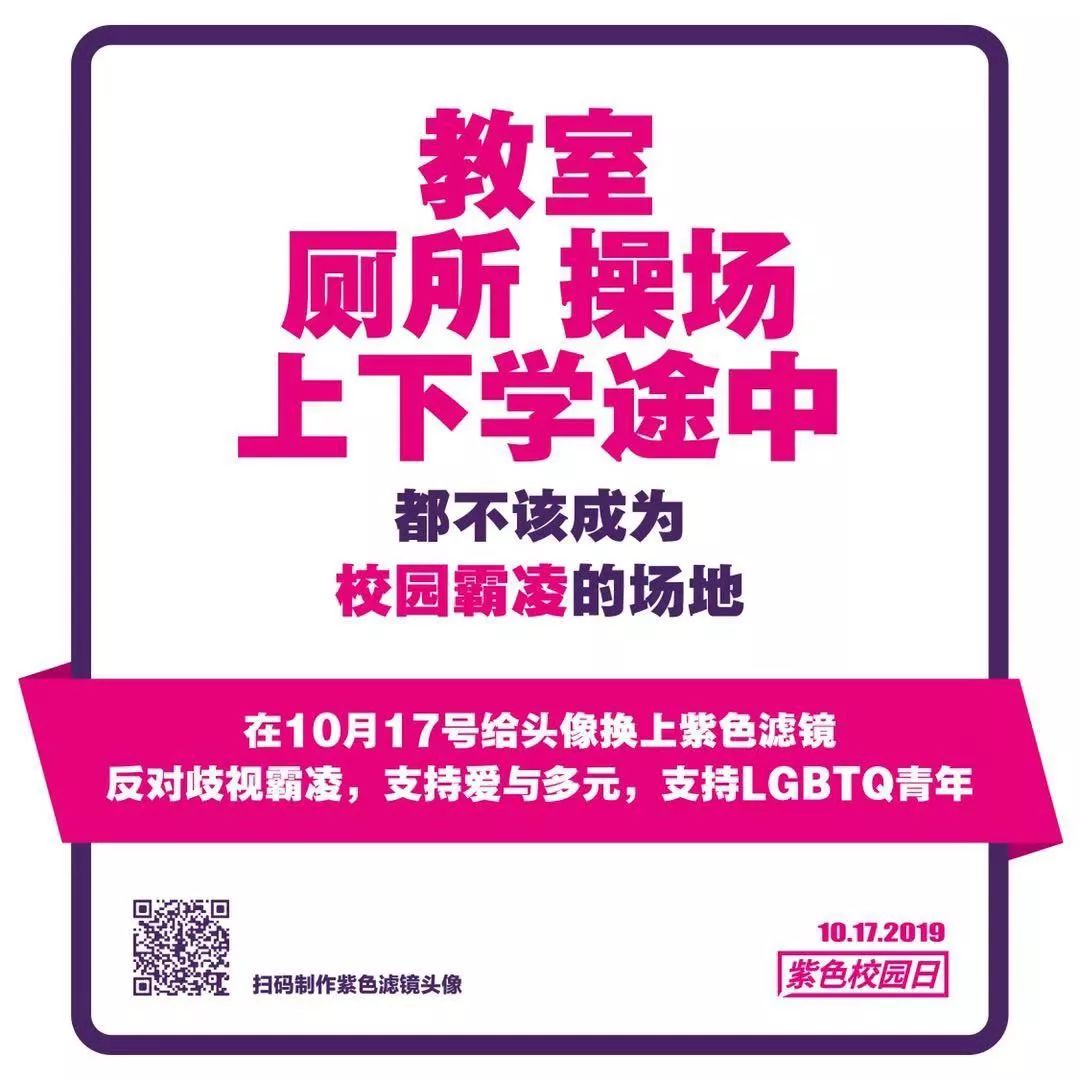 教室
厕所 操场
上下学途中
都不该成为
校园霸凌的场地
在10月17号给头像换上紫色滤镜
反对歧视霸凌，支持爱与多元，支持LGBTQ青年
扫码制作紫色滤镜头像
10.17.2019
紫色校园日